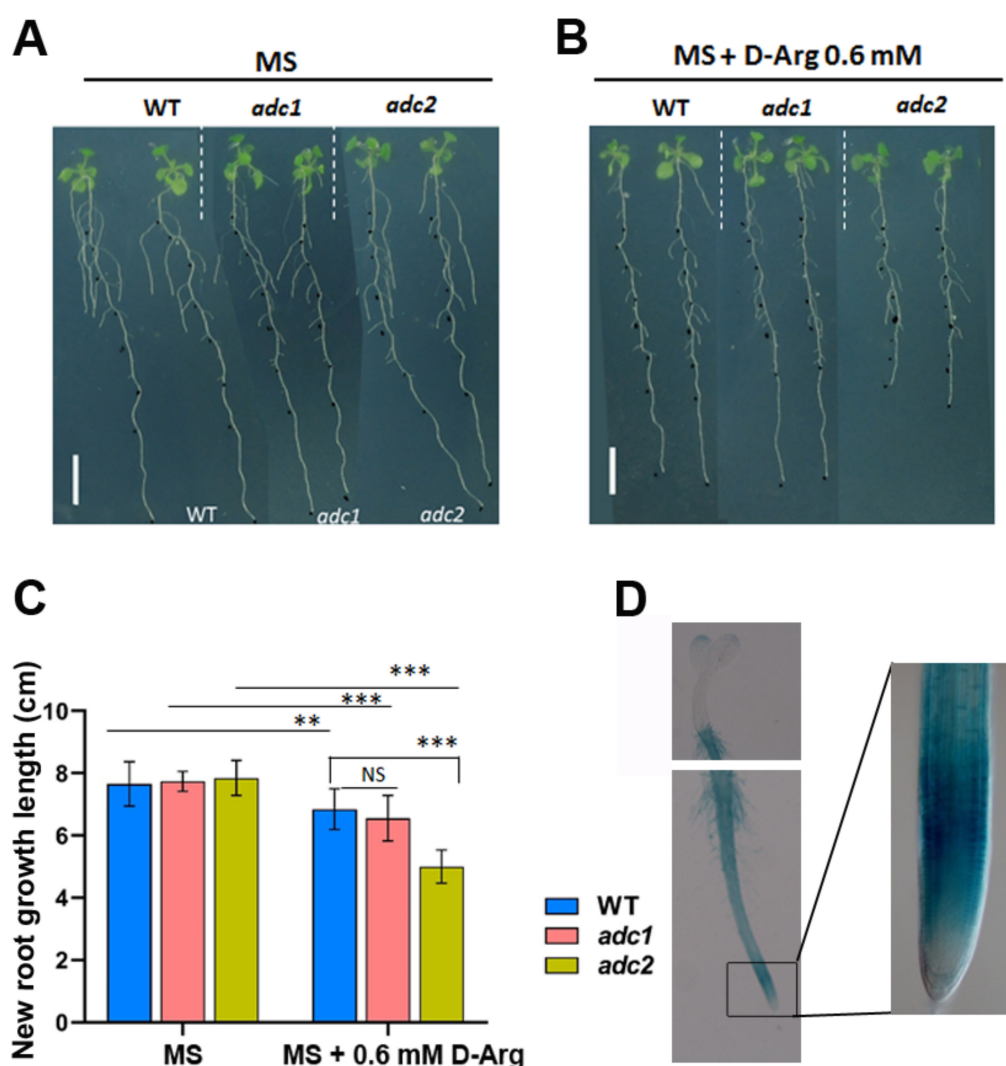 A
MS
WT adc1 adc2
WT adc1 adc2
B
MS + D-Arg 0.6 mM
WT adc1 adc2
C
New root growth length (cm)
10
8
6
4
2
0
***
***
**
***
NS
MS
MS + 0.6 mM D-Arg
WT
adc1
adc2
D